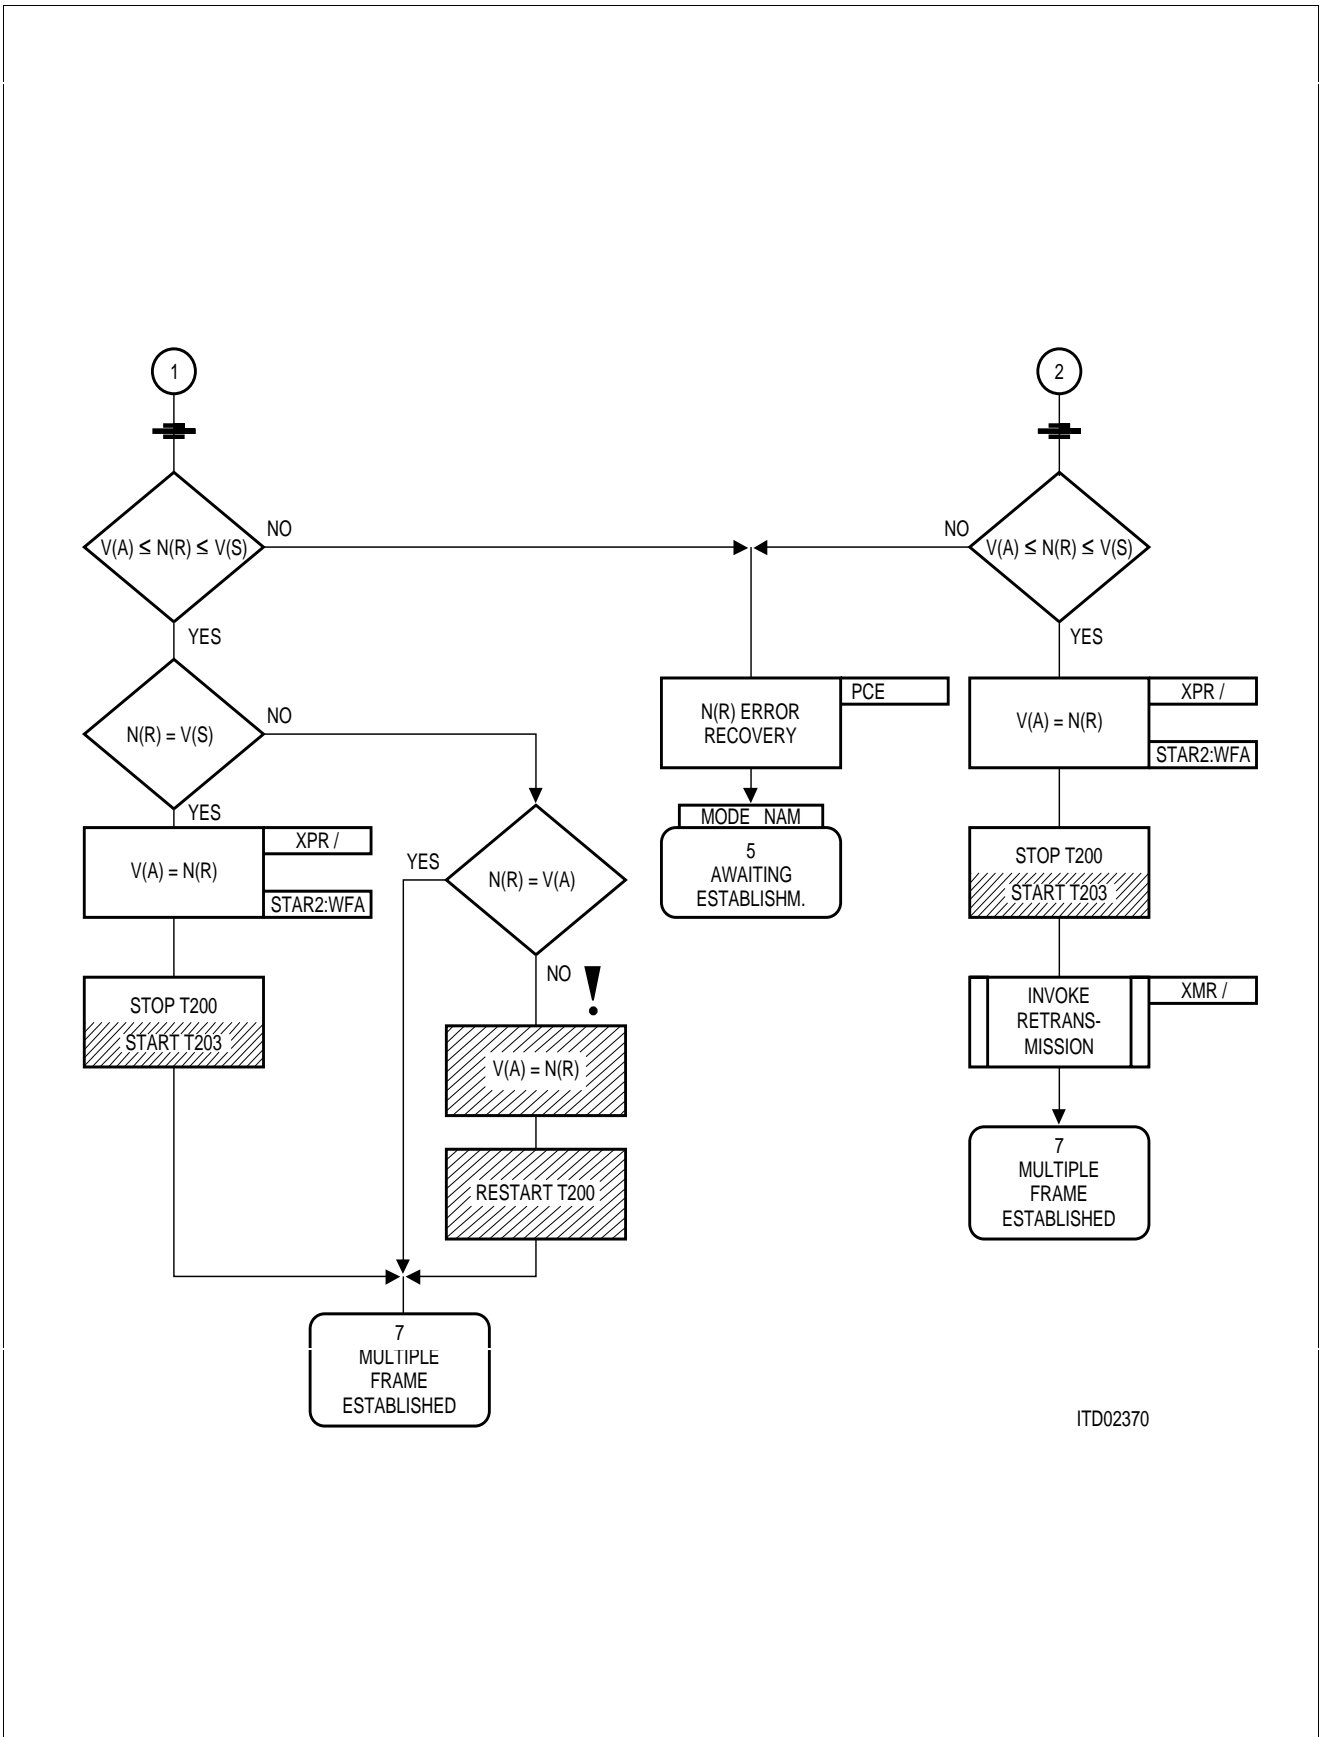 1
2
V(A) ≤ N(R) ≤ V(S)
NO
NO
V(A) ≤ N(R) ≤ V(S)
YES
YES
N(R) = V(S)
NO
N(R) ERROR
RECOVERY
PCE
V(A) = N(R)
XPR /
STAR2:WFA
YES
V(A) = N(R)
XPR /
STAR2:WFA
YES
N(R) = V(A)
MODE NAM
5
AWAITING
ESTABLISHM.
STOP T200
START T203
NO
!
STOP T200
START T203
V(A) = N(R)
INVOKE
RETRANS-
MISSION
XMR /
RESTART T200
7
MULTIPLE
FRAME
ESTABLISHED
7
MULTIPLE
FRAME
ESTABLISHED
ITD02370